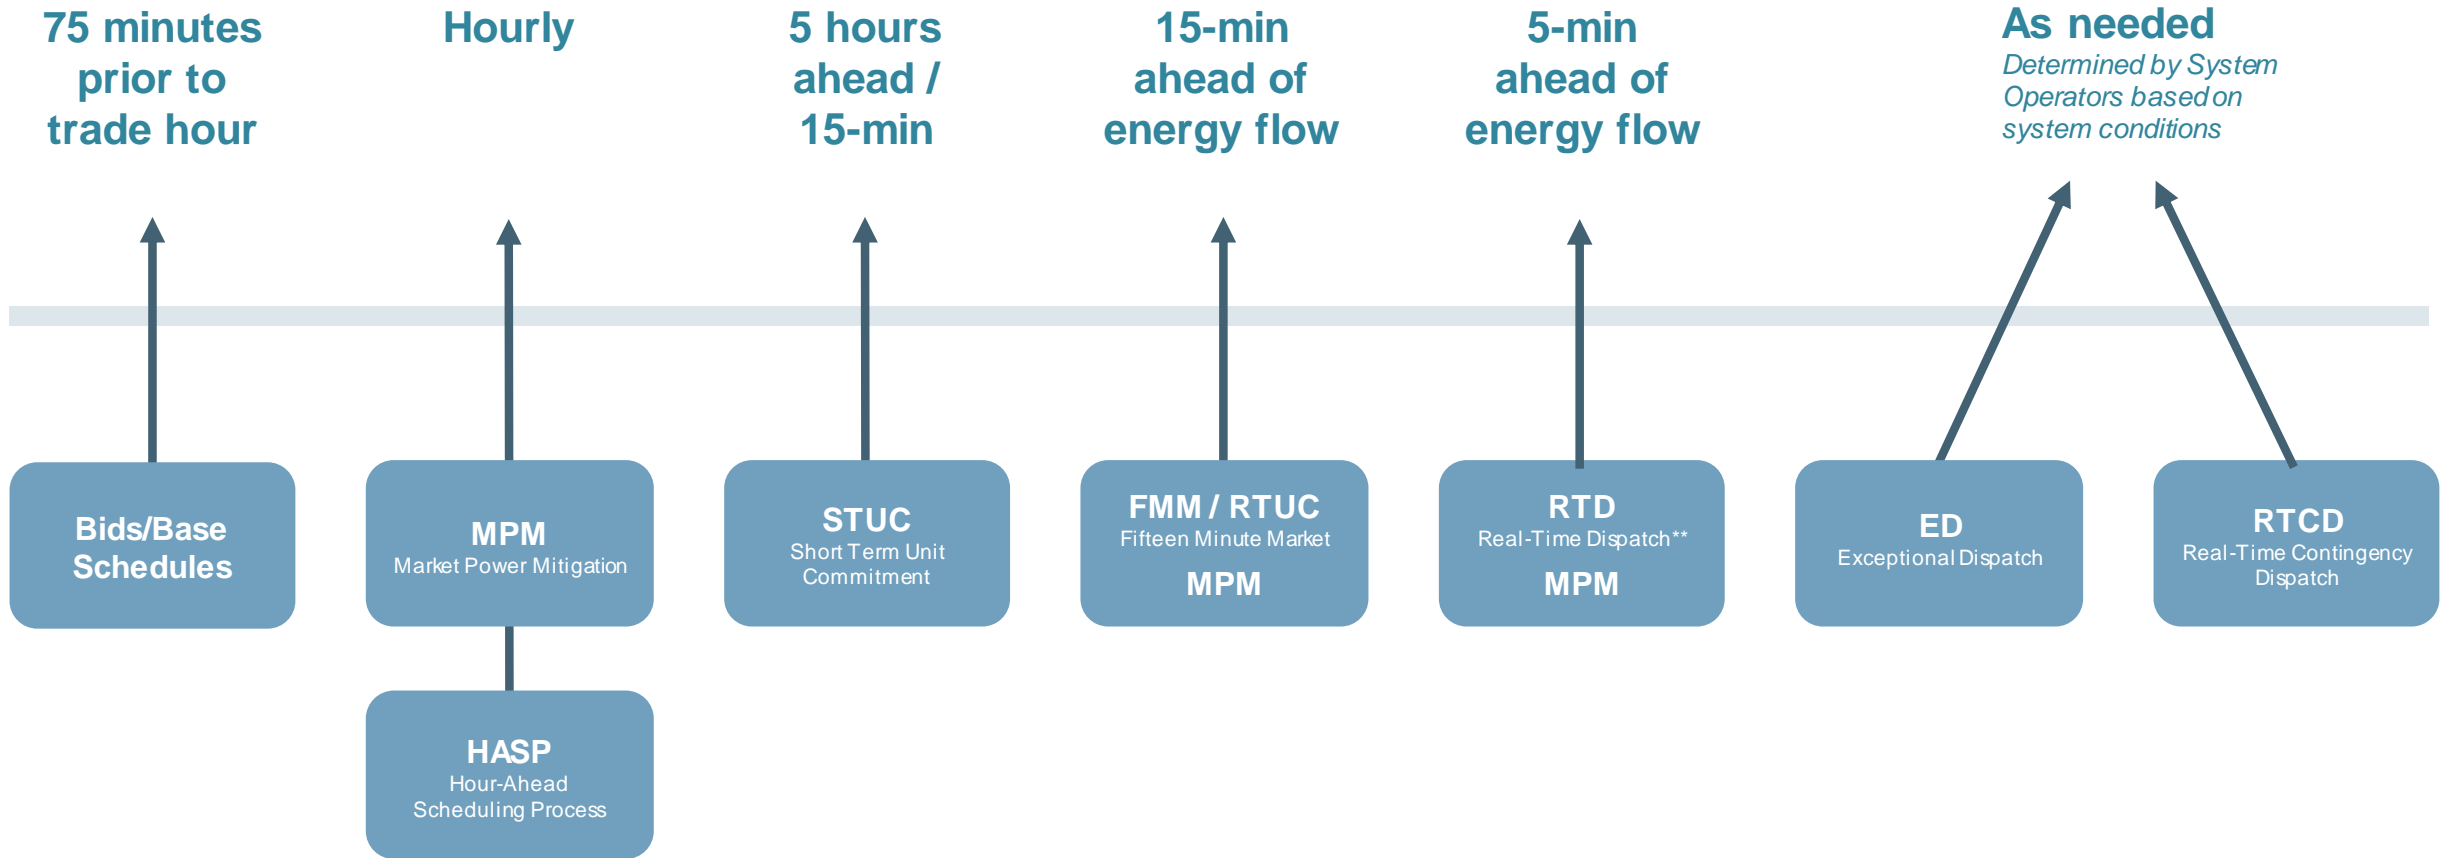 75 minutes
prior to
trade hour
Hourly
5 hours
ahead /
15-min
15-min
ahead of
energy flow
5-min
ahead of
energy flow
As needed
Determined by System
Operators based on
system conditions
Bids/Base
Schedules
MPM
Market Power Mitigation
HASP
Hour-Ahead
Scheduling Process
STUC
Short Term Unit
Commitment
FMM / RTUC
Fifteen Minute Market
MPM
RTD
Real-Time Dispatch**
MPM
ED
Exceptional Dispatch
RTCD
Real-Time Contingency
Dispatch